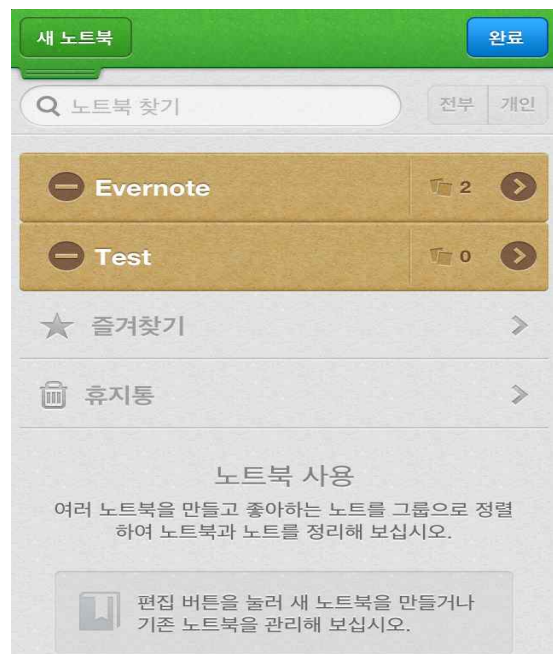 새 노트북
완료
노트북 찾기
전부 개인
Evernote 2
Test 0
즐겨찾기
휴지통
노트북 사용
여러 노트북을 만들고 좋아하는 노트를 그룹으로 정렬
하여 노트북과 노트를 정리해 보십시오.
편집 버튼을 눌러 새 노트북을 만들거나
기존 노트북을 관리해 보십시오.